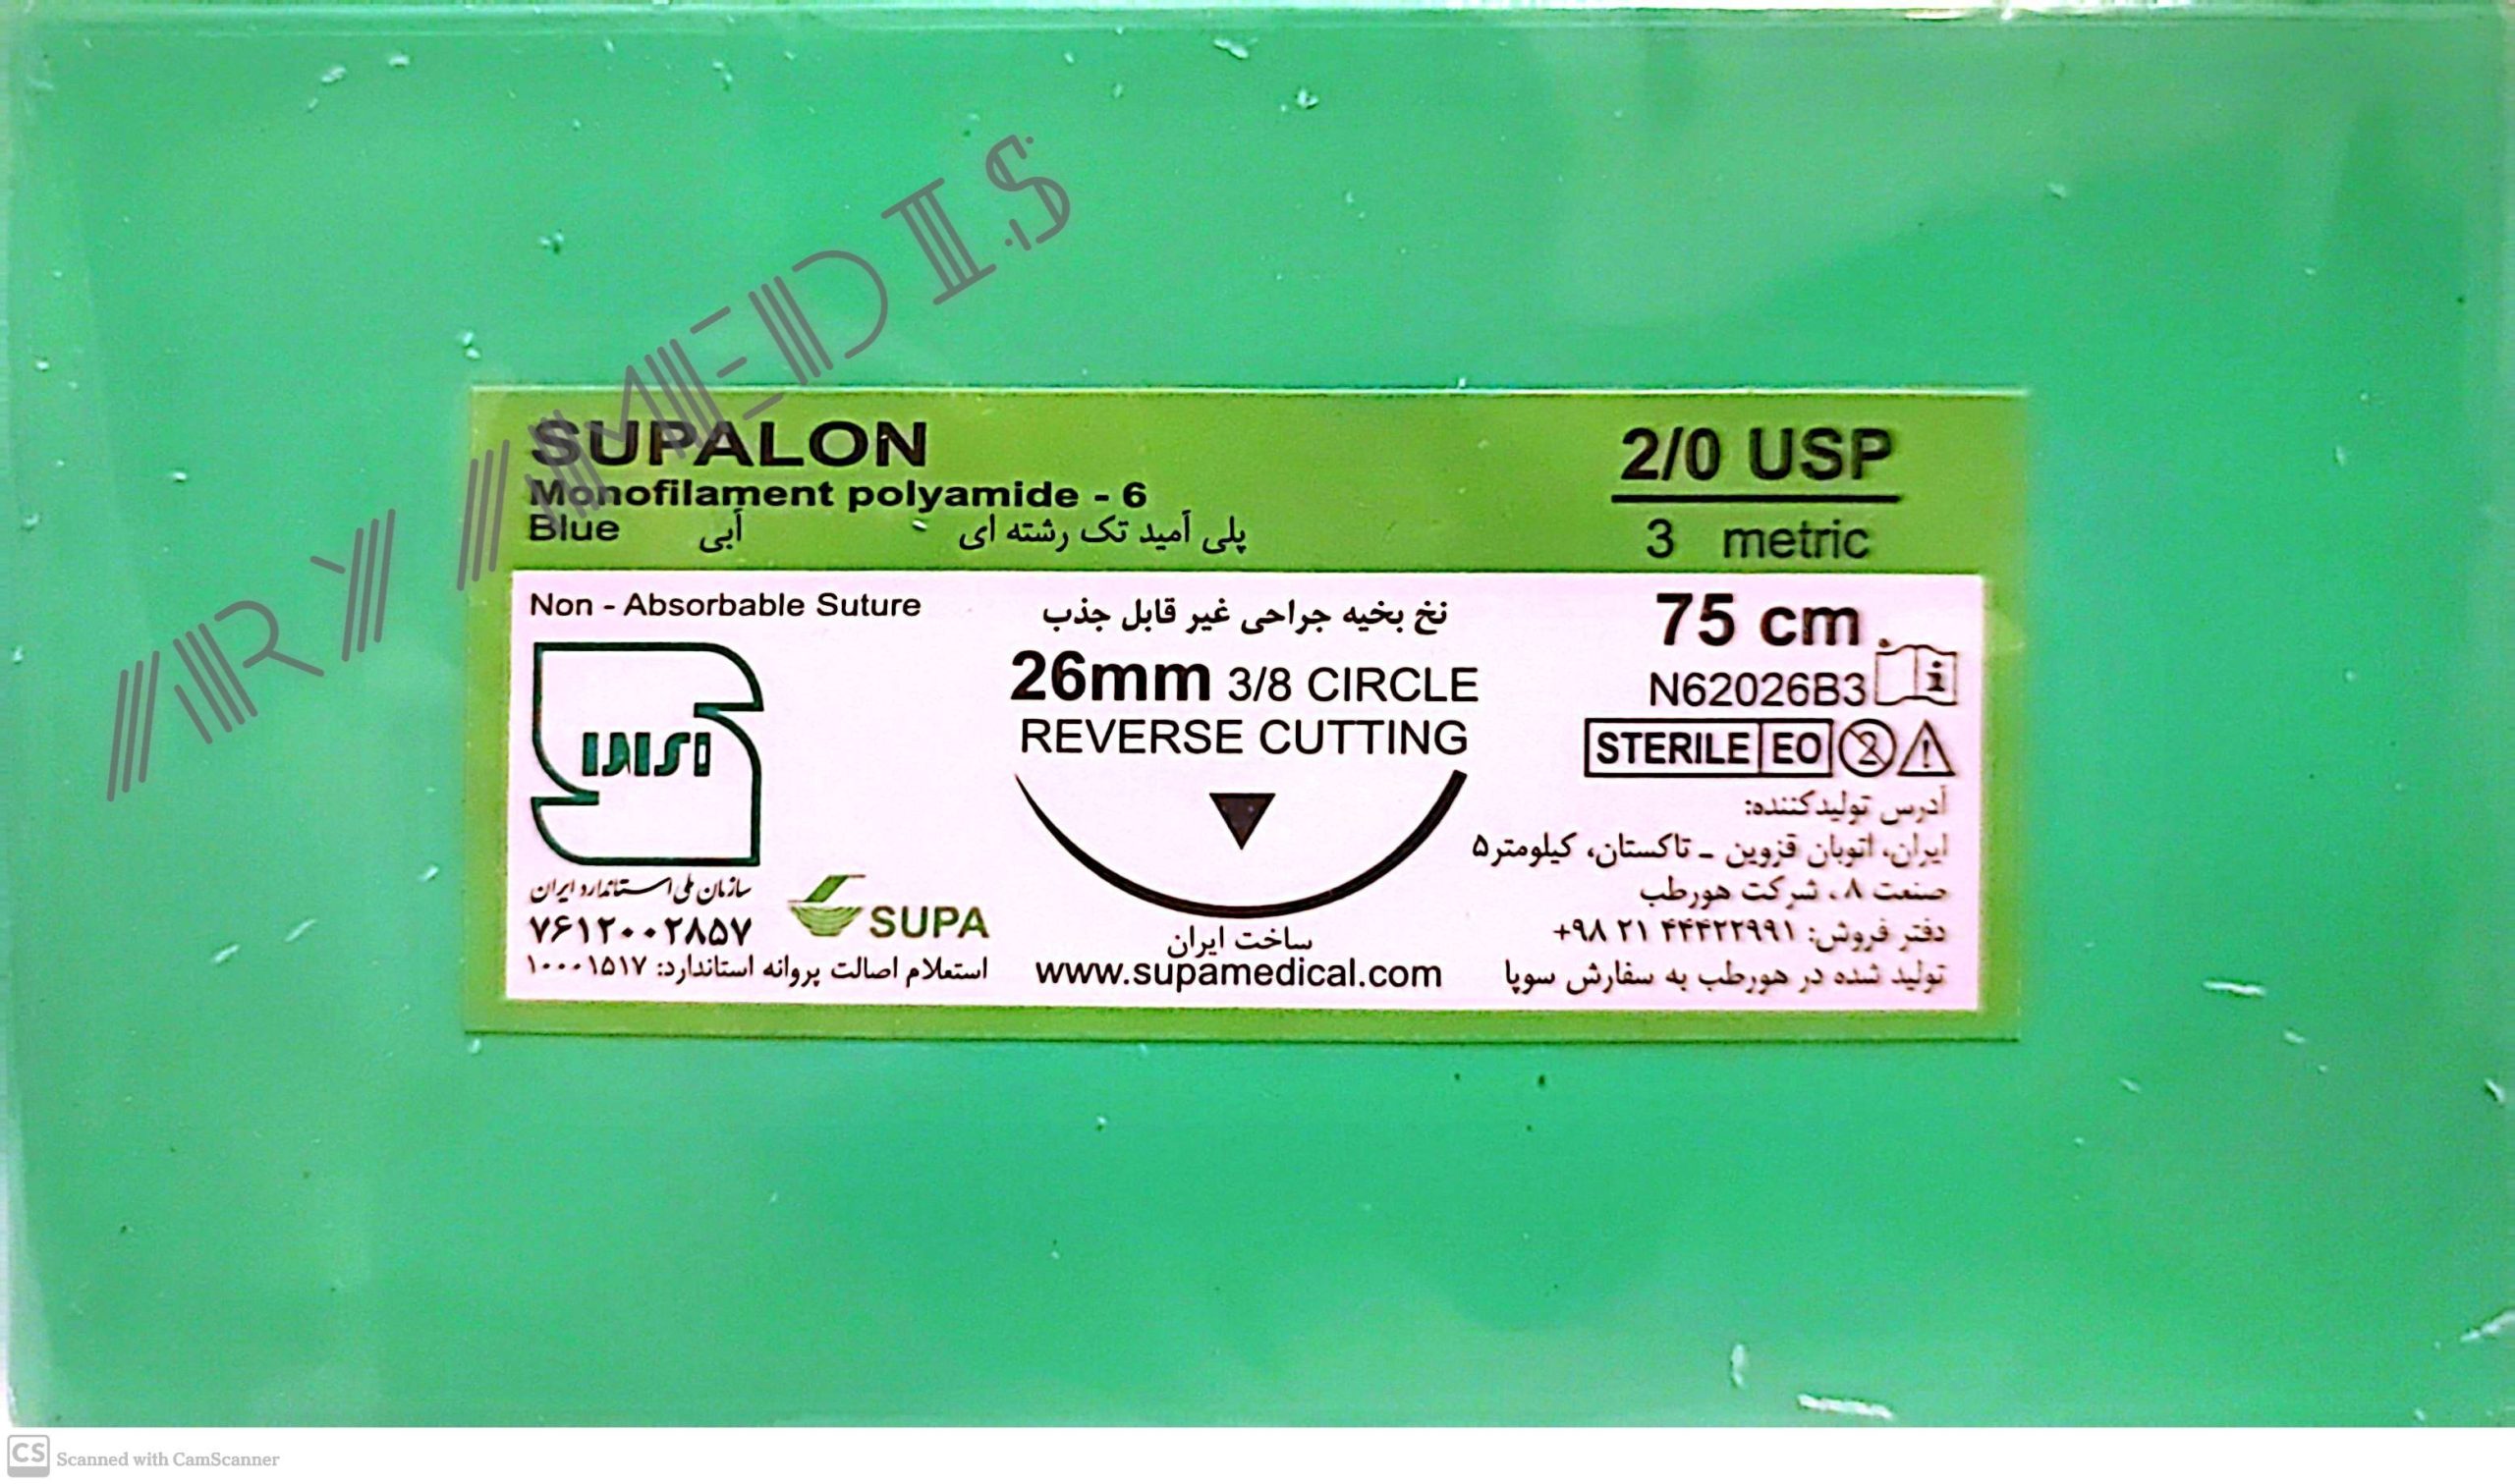 ARYAMEDIS
SUPALON
Monofilament polyamide - 6
Blue آبی پلی آمید تک رشته ای
2/0 USP
3 metric
Non - Absorbable Suture
نخ بخیه جراحی غیر قابل جذب
75 cm
26mm 3/8 CIRCLE
REVERSE CUTTING
N62026B3
STERILE EO
2
آدرس تولیدکننده:
ایران، اتوبان قزوین - تاکستان، کیلومتر۵
صنعت ۸، شرکت هورطب
دفتر فروش: ۴۴۴۲۲۹۹۱ ۲۱ ۹۸+
تولید شده در هورطب به سفارش سوپا
سازمان ملی استاندارد ایران
۷۶۱۲۰۰۲۸۵۷
استعلام اصالت پروانه استاندارد: ۱۰۰۰۱۵۱۷
SUPA
ساخت ایران
www.supamedical.com
CS Scanned with CamScanner